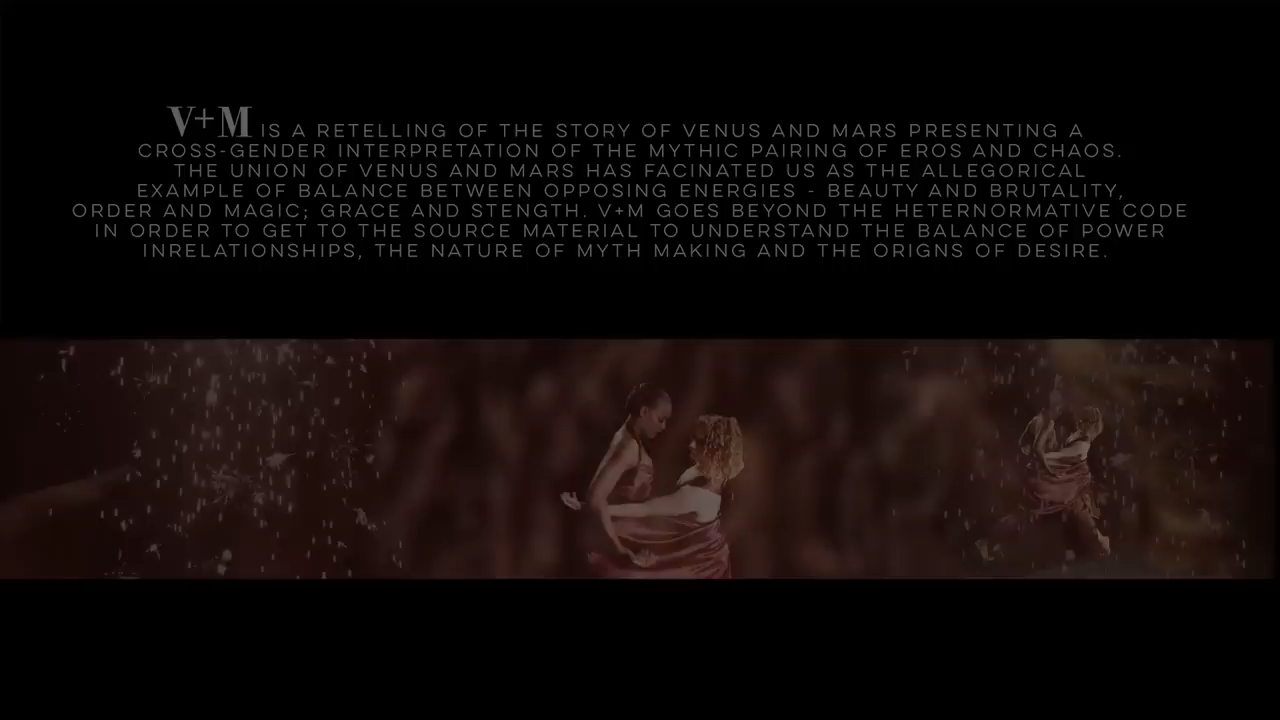 V+M IS A RETELLING OF THE STORY OF VENUS AND MARS PRESENTING A
CROSS-GENDER INTERPRETATION OF THE MYTHIC PAIRING OF EROS AND CHAOS.
THE UNION OF VENUS AND MARS HAS FACINATED US AS THE ALLEGORICAL
EXAMPLE OF BALANCE BETWEEN OPPOSING ENERGIES - BEAUTY AND BRUTALITY,
ORDER AND MAGIC; GRACE AND STENGTH. V+M GOES BEYOND THE HETERNORMATIVE CODE
IN ORDER TO GET TO THE SOURCE MATERIAL TO UNDERSTAND THE BALANCE OF POWER
INRELATIONSHIPS, THE NATURE OF MYTH MAKING AND THE ORIGNS OF DESIRE.